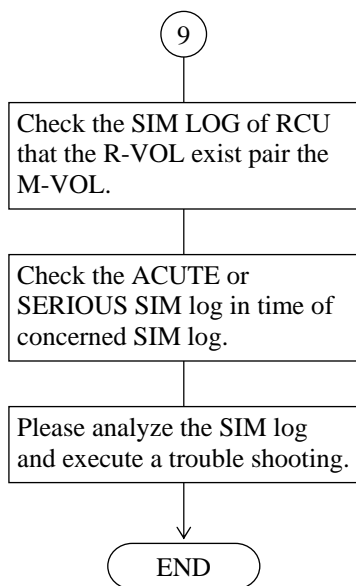 9
Check the SIM LOG of RCU
that the R-VOL exist pair the
M-VOL.
Check the ACUTE or
SERIOUS SIM log in time of
concerned SIM log.
Please analyze the SIM log
and execute a trouble shooting.
END